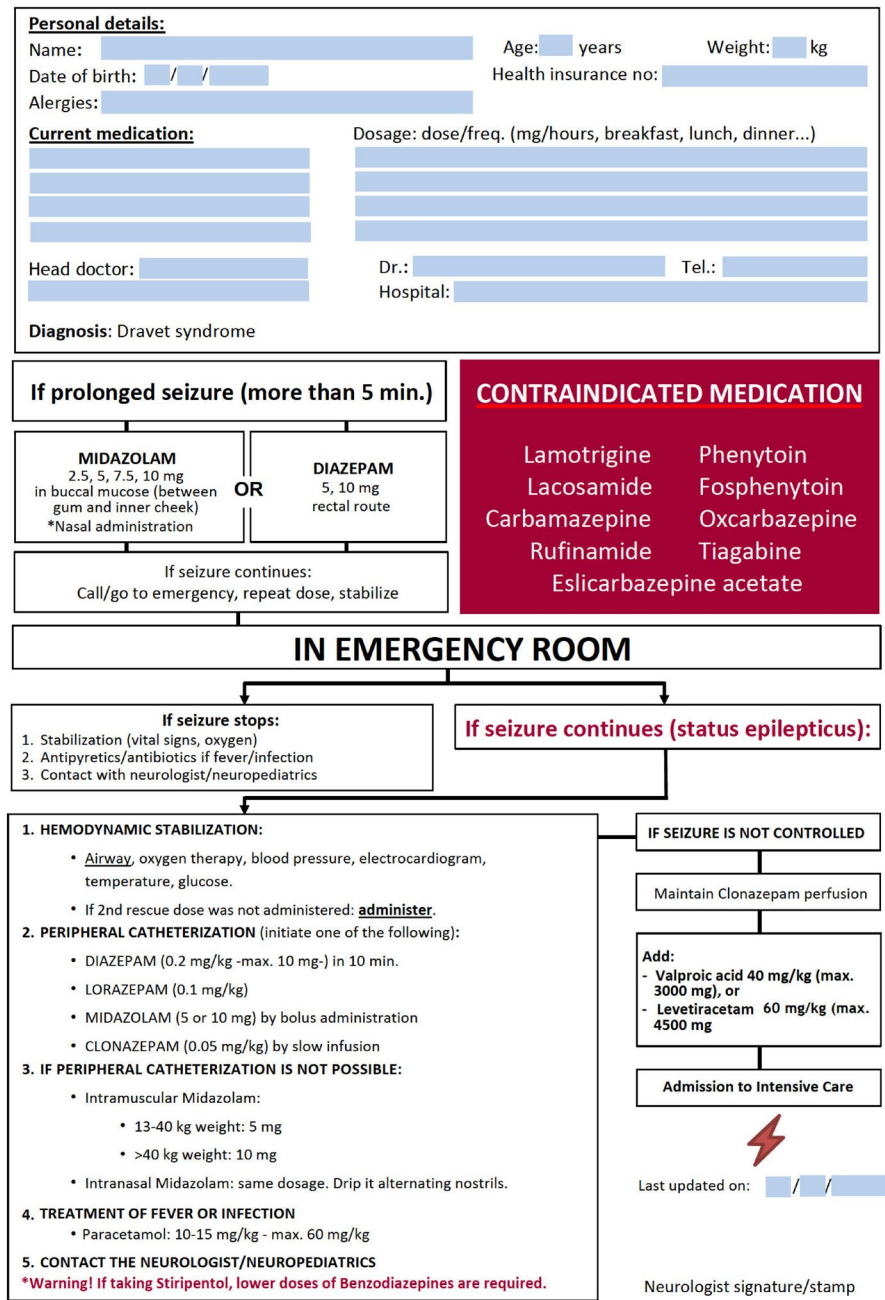 Personal details:
Name: Age: years Weight: kg
Date of birth: / / Health insurance no:
Alergies:
Current medication: Dosage: dose/freq. (mg/hours, breakfast, lunch, dinner...)
Head doctor: Dr.: Tel.:
Hospital:
Diagnosis: Dravet syndrome
If prolonged seizure (more than 5 min.)
MIDAZOLAM
2.5, 5, 7.5, 10 mg
in buccal mucose (between
gum and inner cheek)
*Nasal administration
OR
DIAZEPAM
5, 10 mg
rectal route
If seizure continues:
Call/go to emergency, repeat dose, stabilize
CONTRAINDICATED MEDICATION
Lamotrigine Phenytoin
Lacosamide Fosphenytoin
Carbamazepine Oxcarbazepine
Rufinamide Tiagabine
Eslicarbazepine acetate
IN EMERGENCY ROOM
If seizure stops:
1. Stabilization (vital signs, oxygen)
2. Antipyretics/antibiotics if fever/infection
3. Contact with neurologist/neuropediatrics
If seizure continues (status epilepticus):
1. HEMODYNAMIC STABILIZATION:
• Airway, oxygen therapy, blood pressure, electrocardiogram,
temperature, glucose.
• If 2nd rescue dose was not administered: administer.
2. PERIPHERAL CATHETERIZATION (initiate one of the following):
• DIAZEPAM (0.2 mg/kg -max. 10 mg-) in 10 min.
• LORAZEPAM (0.1 mg/kg)
• MIDAZOLAM (5 or 10 mg) by bolus administration
• CLONAZEPAM (0.05 mg/kg) by slow infusion
3. IF PERIPHERAL CATHETERIZATION IS NOT POSSIBLE:
• Intramuscular Midazolam:
• 13-40 kg weight: 5 mg
• >40 kg weight: 10 mg
• Intranasal Midazolam: same dosage. Drip it alternating nostrils.
4. TREATMENT OF FEVER OR INFECTION
• Paracetamol: 10-15 mg/kg - max. 60 mg/kg
5. CONTACT THE NEUROLOGIST/NEUROPEDIATRICS
*Warning! If taking Stiripentol, lower doses of Benzodiazepines are required.
IF SEIZURE IS NOT CONTROLLED
Maintain Clonazepam perfusion
Add:
- Valproic acid 40 mg/kg (max.
3000 mg), or
- Levetiracetam 60 mg/kg (max.
4500 mg
Admission to Intensive Care
Last updated on: / /
Neurologist signature/stamp